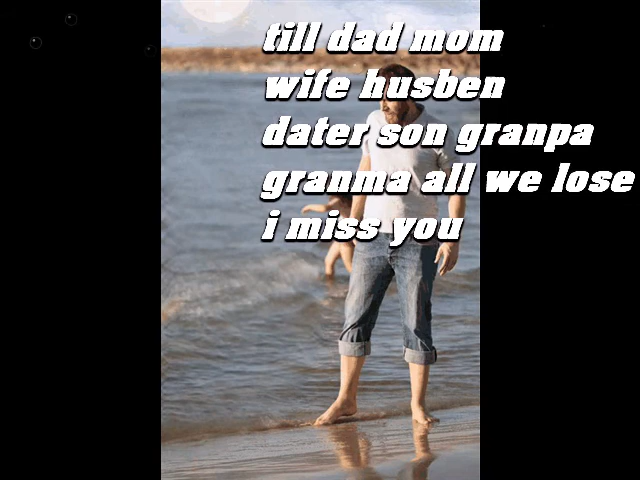 till dad mom
wife husben
dater son granpa
granma all we lose
i miss you